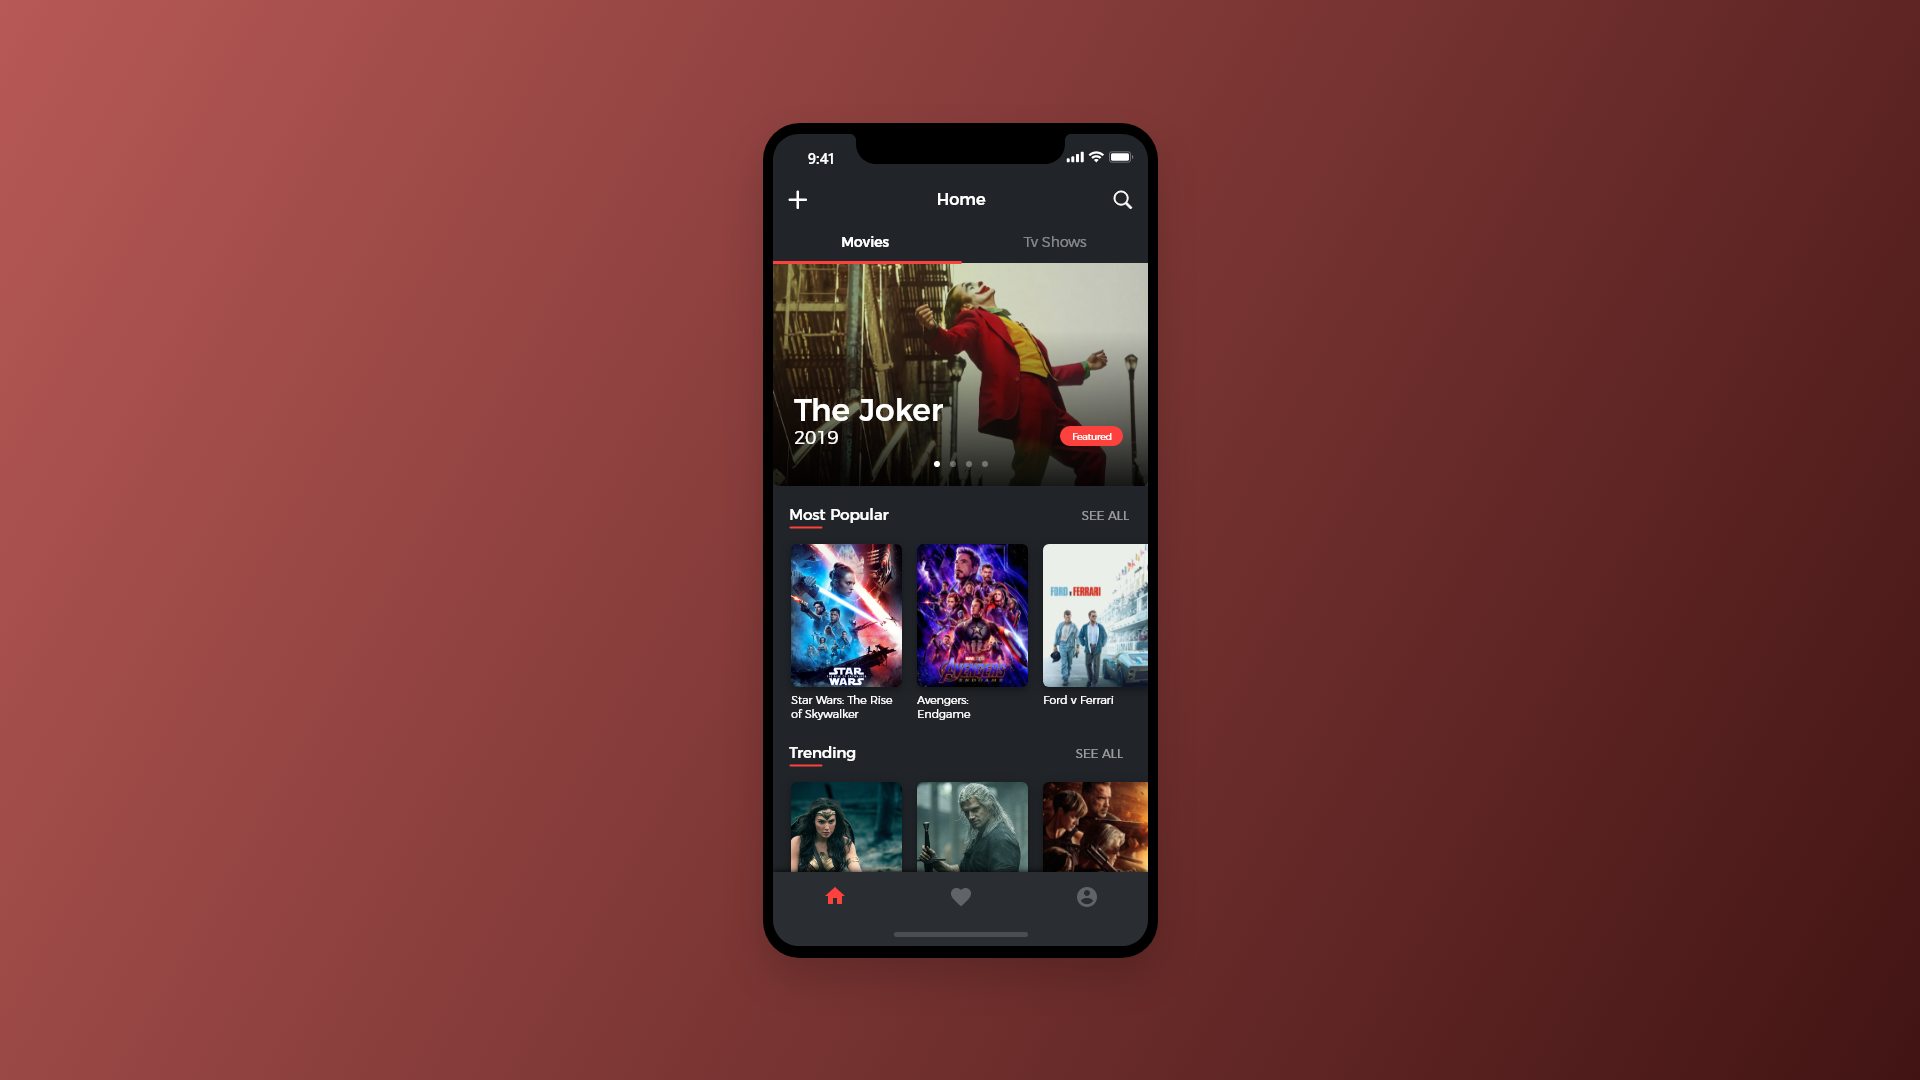 9:41
Home
Movies
Tv Shows
The Joker
2019
Featured
Most Popular
SEE ALL
FORD v FERRARI
STAR
WARS
AVENGERS
ENDGAME
Star Wars: The Rise
of Skywalker
Avengers:
Endgame
Ford v Ferrari
Trending
SEE ALL